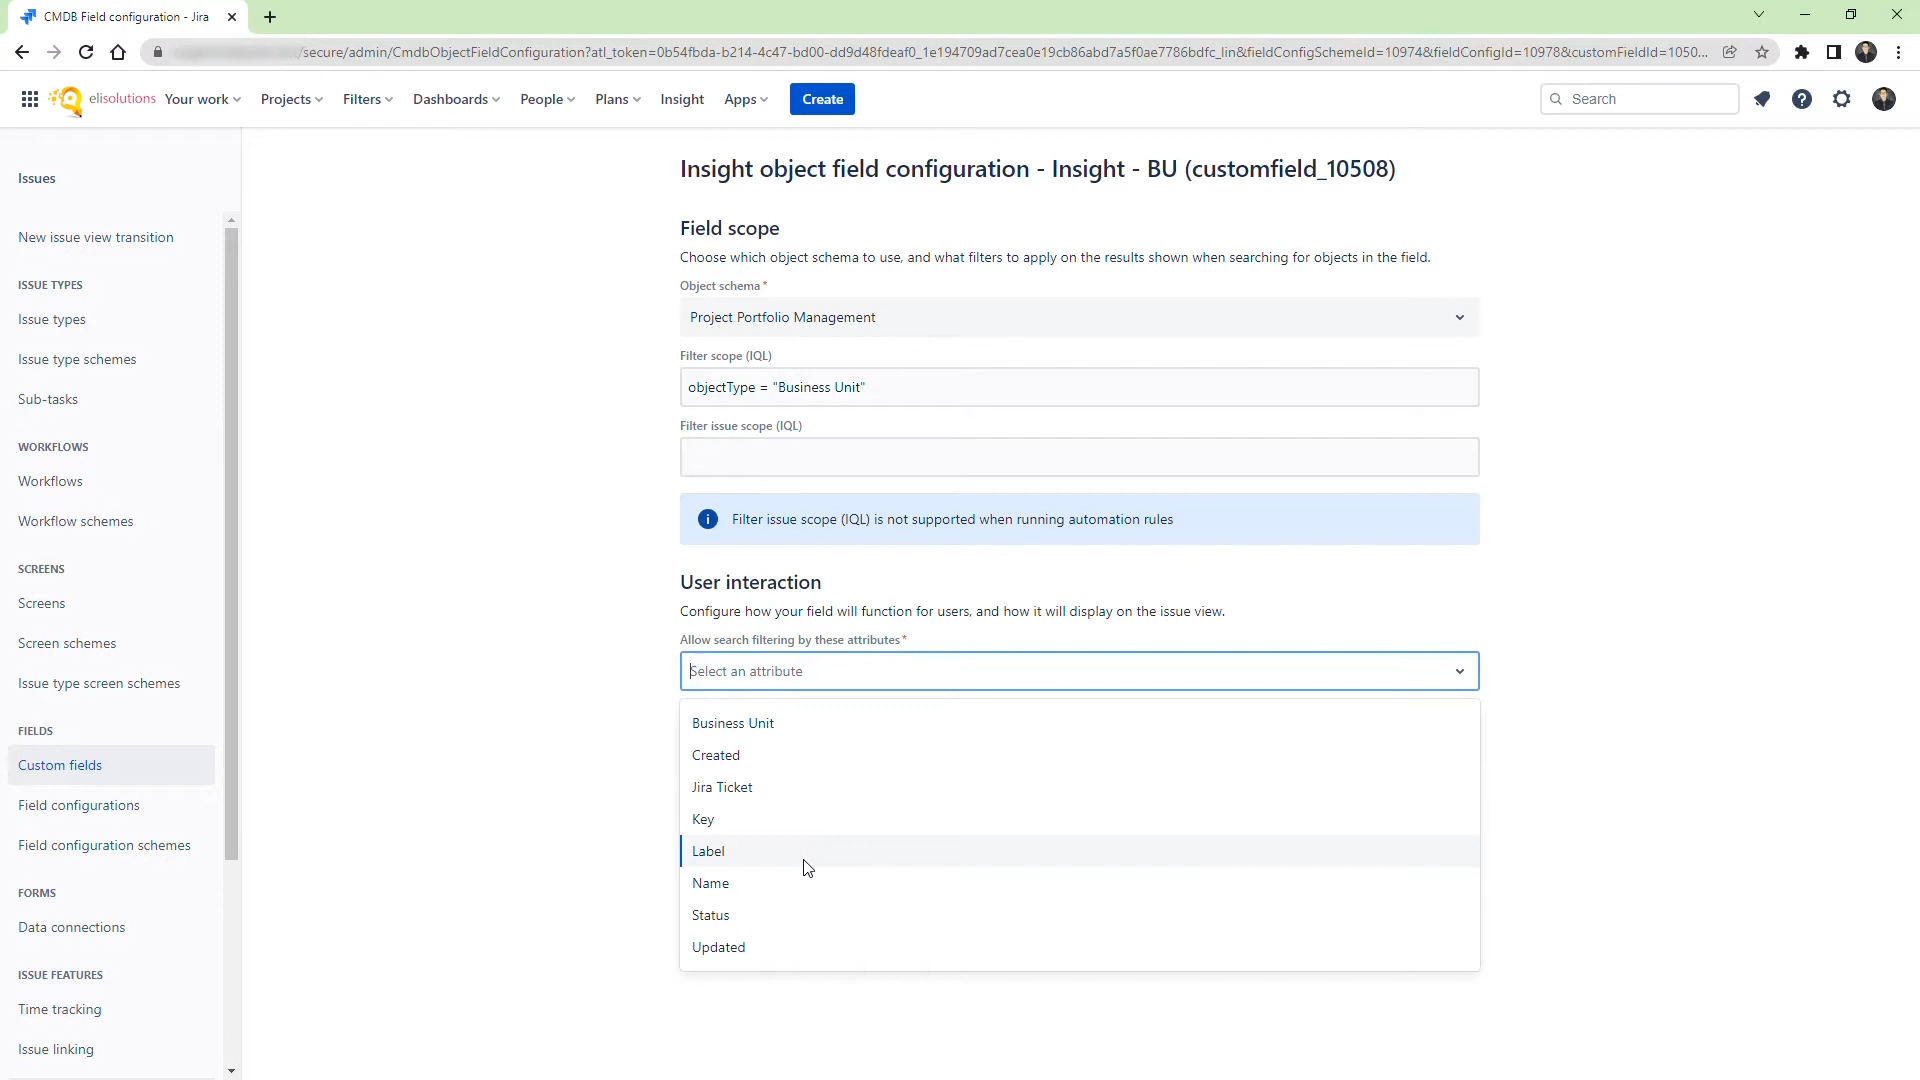 CMDB Field configuration - Jira
/secure/admin/CmdbObjectFieldConfiguration?atl_token=0b54fbda-b214-4c47-bd00-dd9d48fdeaf0_1e194709ad7cea0e19cb86abd7a5f0ae7786bdfc_lin&fieldConfigSchemeId=10974&fieldConfigId=10978&customFieldId=1050...
elisolutions Your work Projects Filters Dashboards People Plans Insight Apps Create Search
Issues
New issue view transition
ISSUE TYPES
Issue types
Issue type schemes
Sub-tasks
WORKFLOWS
Workflows
Workflow schemes
SCREENS
Screens
Screen schemes
Issue type screen schemes
FIELDS
Custom fields
Field configurations
Field configuration schemes
FORMS
Data connections
ISSUE FEATURES
Time tracking
Issue linking
Insight object field configuration - Insight - BU (customfield_10508)
Field scope
Choose which object schema to use, and what filters to apply on the results shown when searching for objects in the field.
Object schema*
Project Portfolio Management
Filter scope (IQL)
objectType = "Business Unit"
Filter issue scope (IQL)
Filter issue scope (IQL) is not supported when running automation rules
User interaction
Configure how your field will function for users, and how it will display on the issue view.
Allow search filtering by these attributes*
Select an attribute
Business Unit
Created
Jira Ticket
Key
Label
Name
Status
Updated